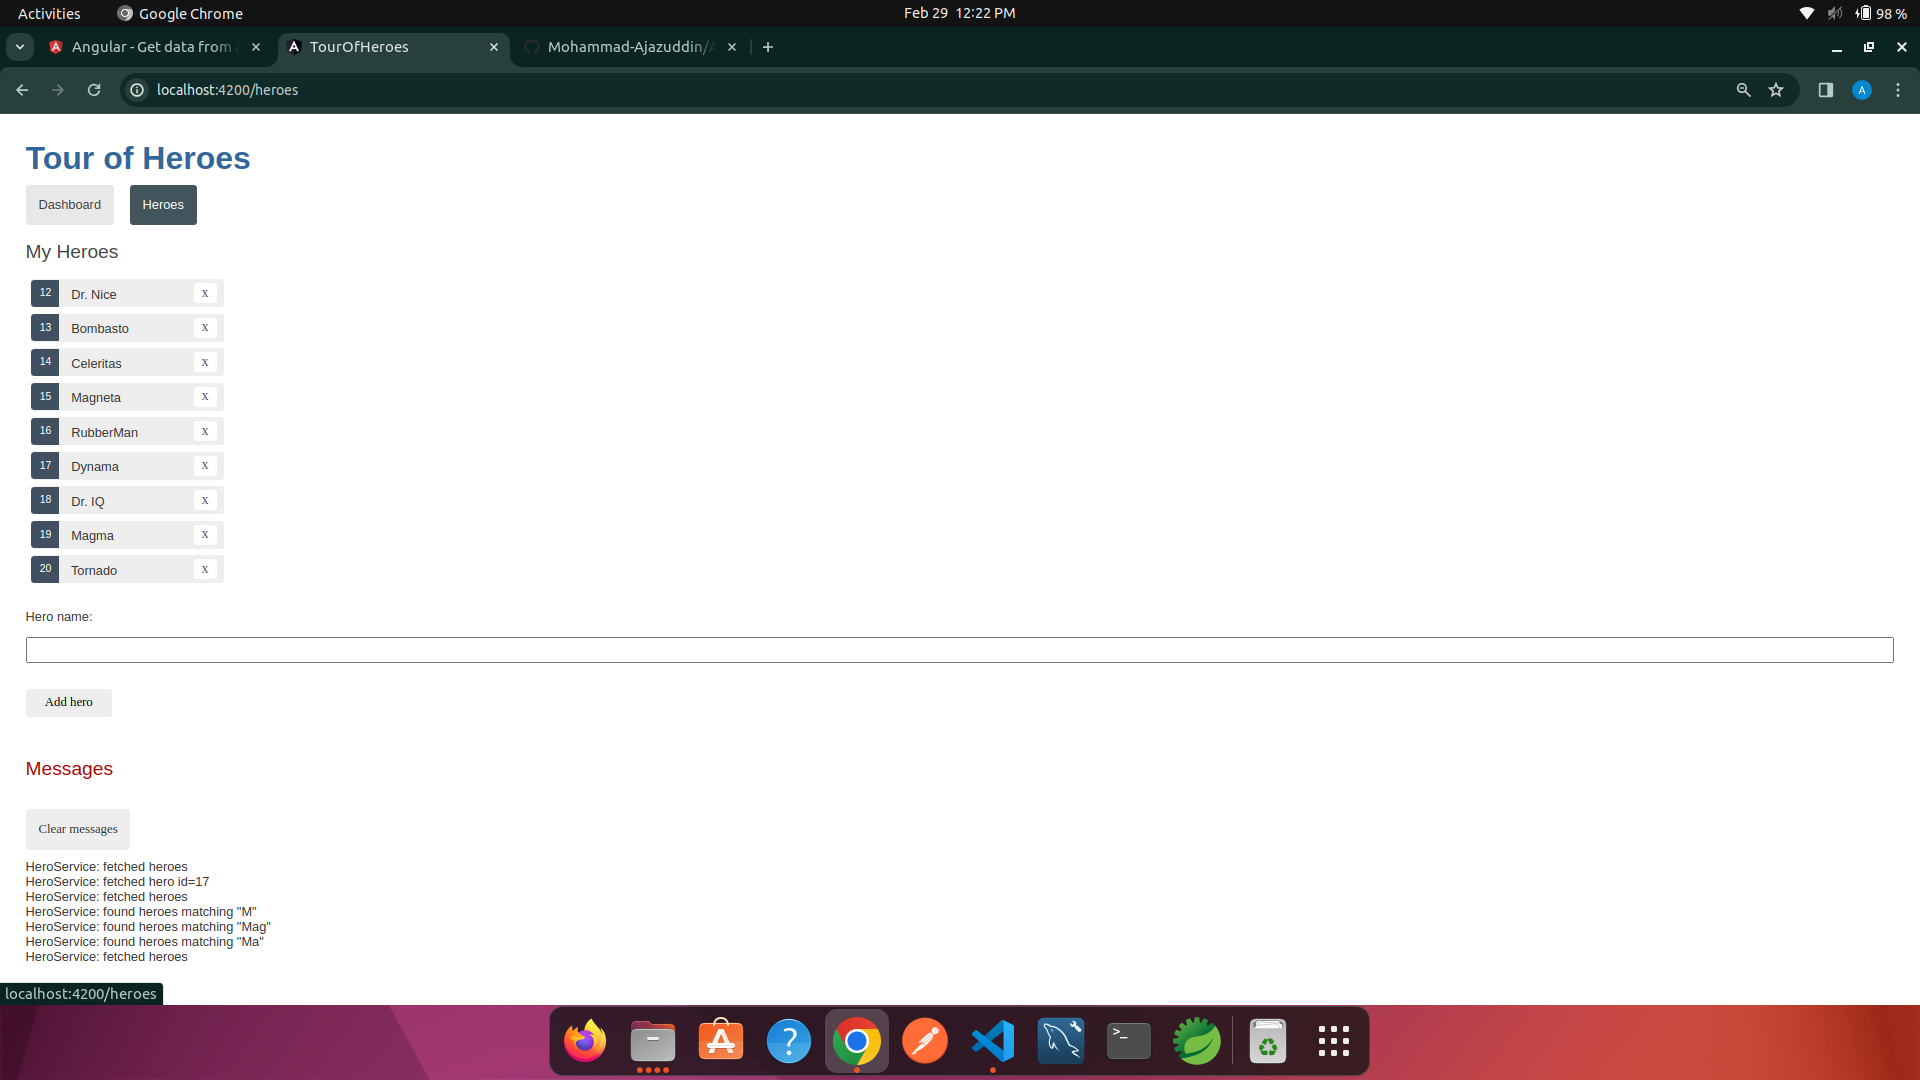 Activities Google Chrome Feb 29 12:22 PM 98 %
Angular - Get data from TourOfHeroes Mohammad-Ajazuddin/
localhost:4200/heroes A
Tour of Heroes
Dashboard Heroes
My Heroes
12 Dr. Nice x
13 Bombasto x
14 Celeritas x
15 Magneta x
16 RubberMan x
17 Dynama x
18 Dr. IQ x
19 Magma x
20 Tornado x
Hero name:
Add hero
Messages
Clear messages
HeroService: fetched heroes
HeroService: fetched hero id=17
HeroService: fetched heroes
HeroService: found heroes matching "M"
HeroService: found heroes matching "Mag"
HeroService: found heroes matching "Ma"
HeroService: fetched heroes
localhost:4200/heroes